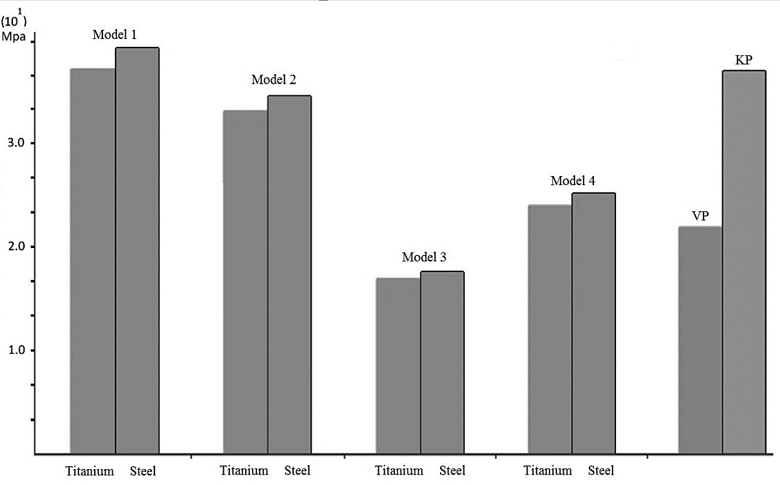 (10¹)
Mpa
Model 1
Model 2
KP
3.0
Model 4
VP
2.0
Model 3
1.0
Titanium Steel Titanium Steel Titanium Steel Titanium Steel